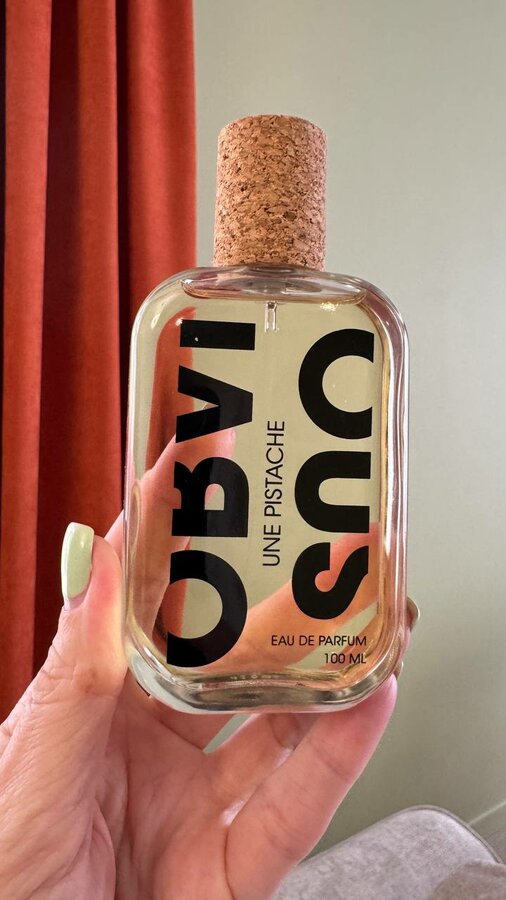 OBVI
OUS
UNE PISTACHE
EAU DE PARFUM
100 ML